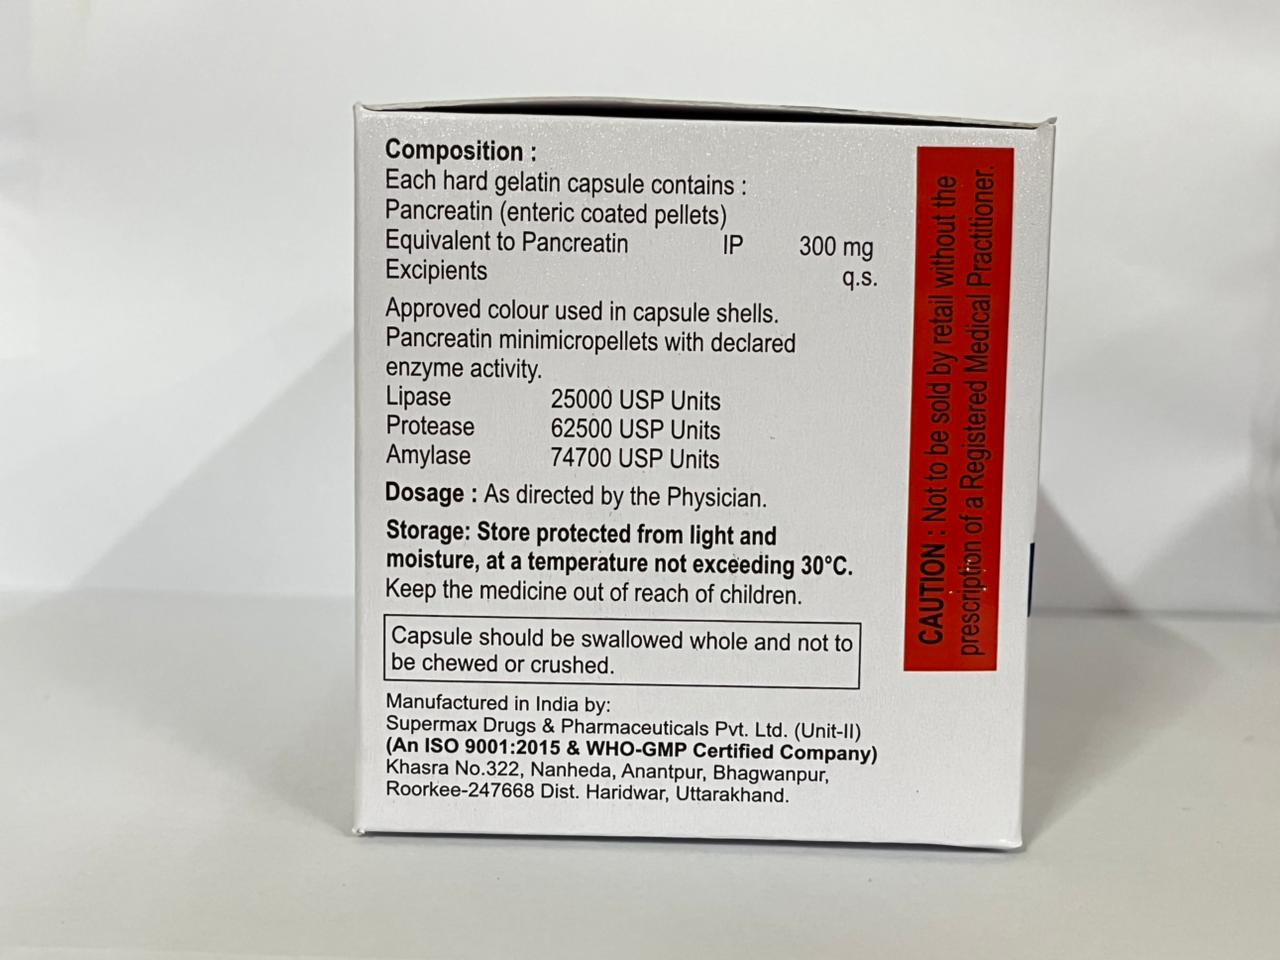 Composition :
Each hard gelatin capsule contains :
Pancreatin (enteric coated pellets)
Equivalent to Pancreatin IP 300 mg
Excipients q.s.
Approved colour used in capsule shells.
Pancreatin minimicropellets with declared
enzyme activity.
Lipase 25000 USP Units
Protease 62500 USP Units
Amylase 74700 USP Units
Dosage : As directed by the Physician.
Storage: Store protected from light and
moisture, at a temperature not exceeding 30°C.
Keep the medicine out of reach of children.
Capsule should be swallowed whole and not to
be chewed or crushed.
Manufactured in India by:
Supermax Drugs & Pharmaceuticals Pvt. Ltd. (Unit-II)
(An ISO 9001:2015 & WHO-GMP Certified Company)
Khasra No.322, Nanheda, Anantpur, Bhagwanpur,
Roorkee-247668 Dist. Haridwar, Uttarakhand.
CAUTION : Not to be sold by retail without the
prescription of a Registered Medical Practitioner.